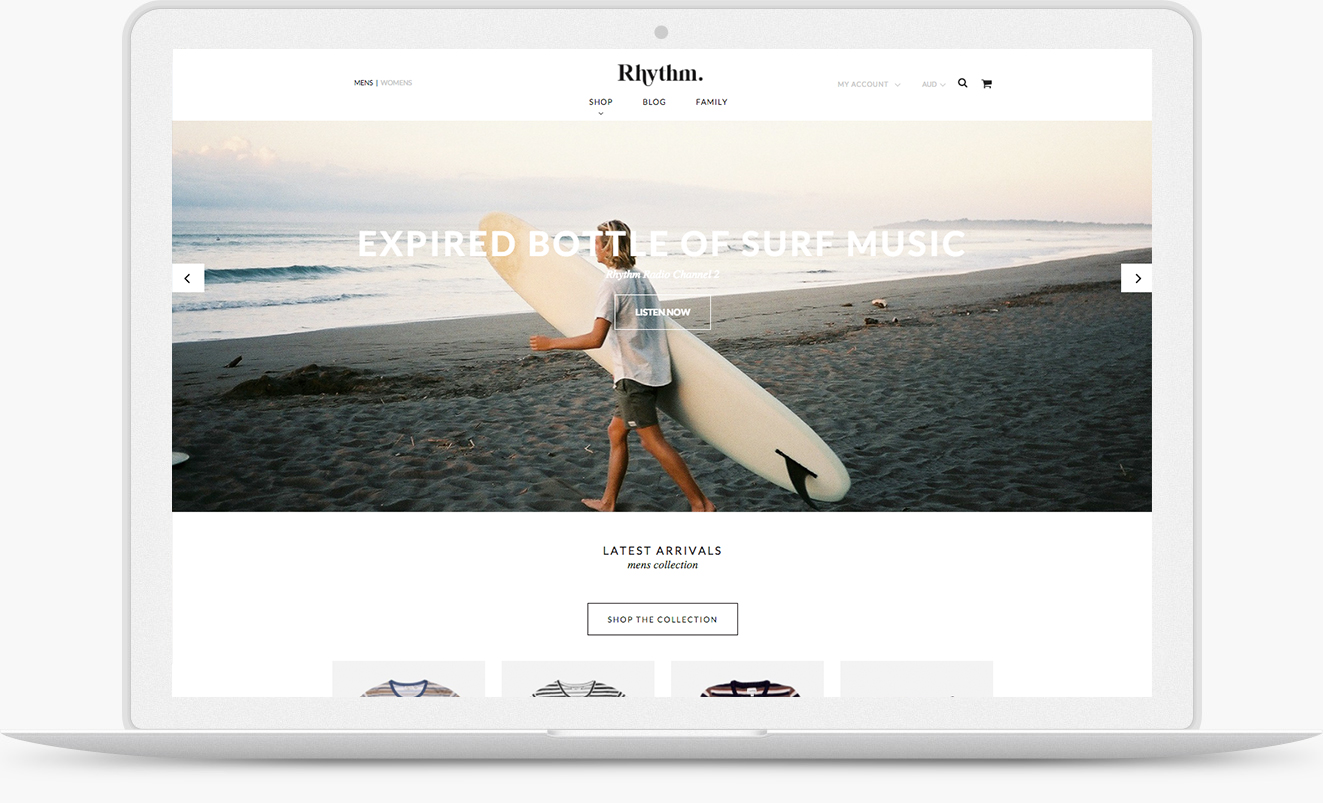 Rhythm.
MENS | WOMENS
MY ACCOUNT
AUD
SHOP
BLOG
FAMILY
EXPIRED BOTTLE OF SURF MUSIC
Rhythm Radio Channel 2
LISTEN NOW
LATEST ARRIVALS
mens collection
SHOP THE COLLECTION